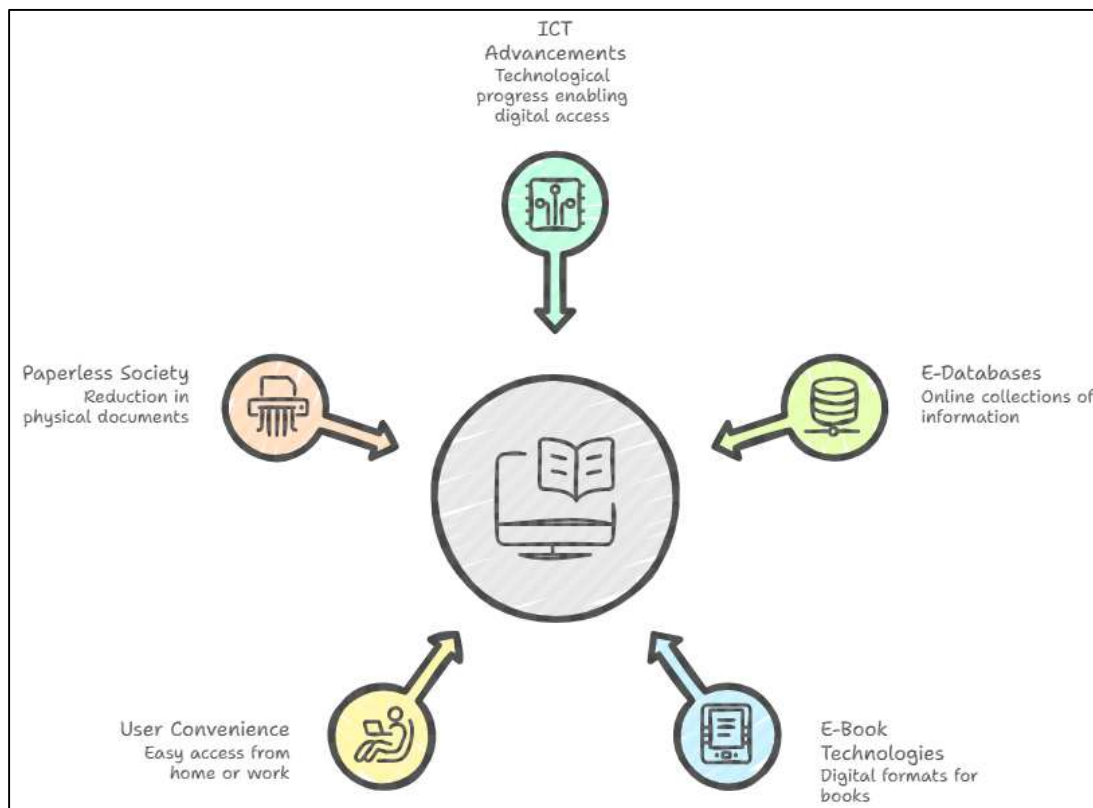 ICT
Advancements
Technological
progress enabling
digital access
Paperless Society
Reduction in
physical documents
E-Databases
Online collections of
information
User Convenience
Easy access from
home or work
E-Book
Technologies
Digital formats for
books